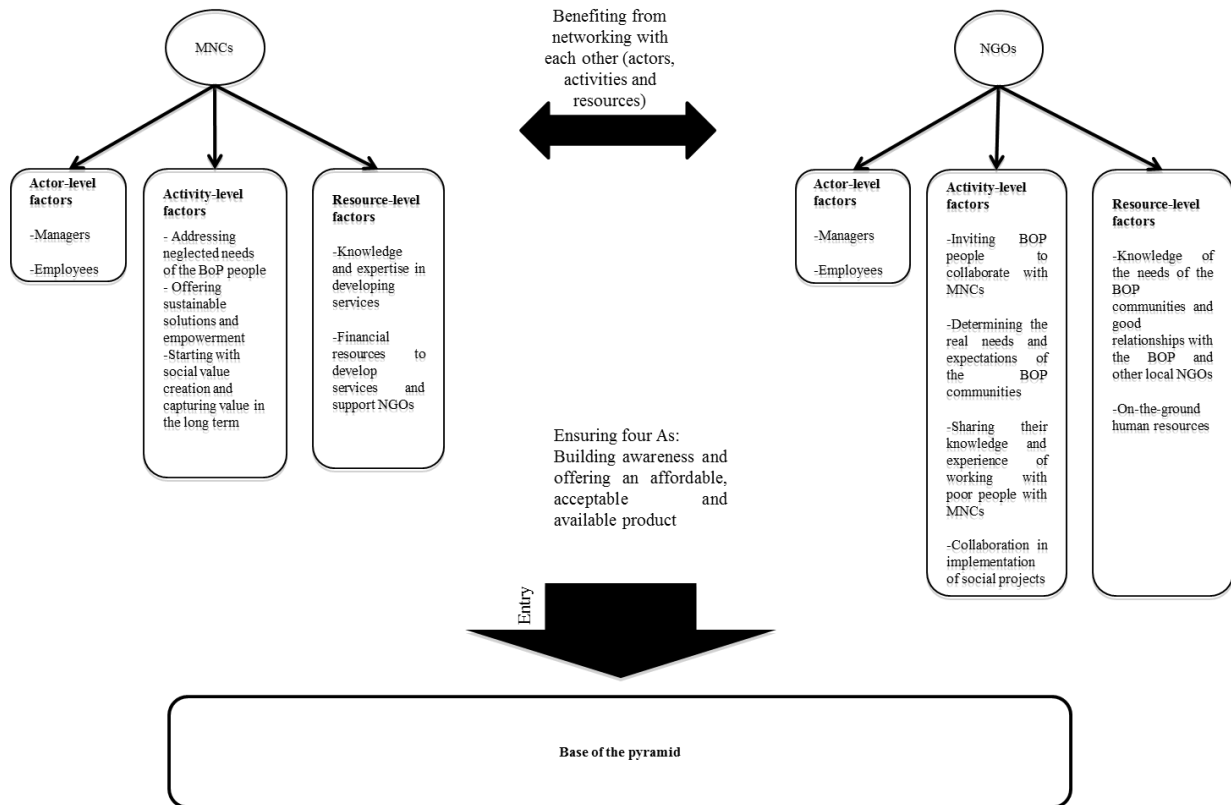 MNCs
Benefiting from
networking with
each other (actors,
activities and
resources)
NGOs
Actor-level
factors
-Managers
-Employees
Activity-level
factors
- Addressing
neglected needs
of the BoP people
- Offering
sustainable
solutions and
empowerment
-Starting with
social value
creation and
capturing value in
the long term
Resource-level
factors
-Knowledge
and expertise in
developing
services
-Financial
resources to
develop
services and
support NGOs
Actor-level
factors
-Managers
-Employees
Activity-level
factors
-Inviting BOP
people to
collaborate with
MNCs
-Determining the
real needs and
expectations of
the BOP
communities
-Sharing their
knowledge and
experience of
working with
poor people with
MNCs
-Collaboration in
implementation
of social projects
Resource-level
factors
-Knowledge of
the needs of the
BOP
communities and
good
relationships with
the BOP and
other local NGOs
-On-the-ground
human resources
Ensuring four As:
Building awareness and
offering an affordable,
acceptable and
available product
Entry
Base of the pyramid